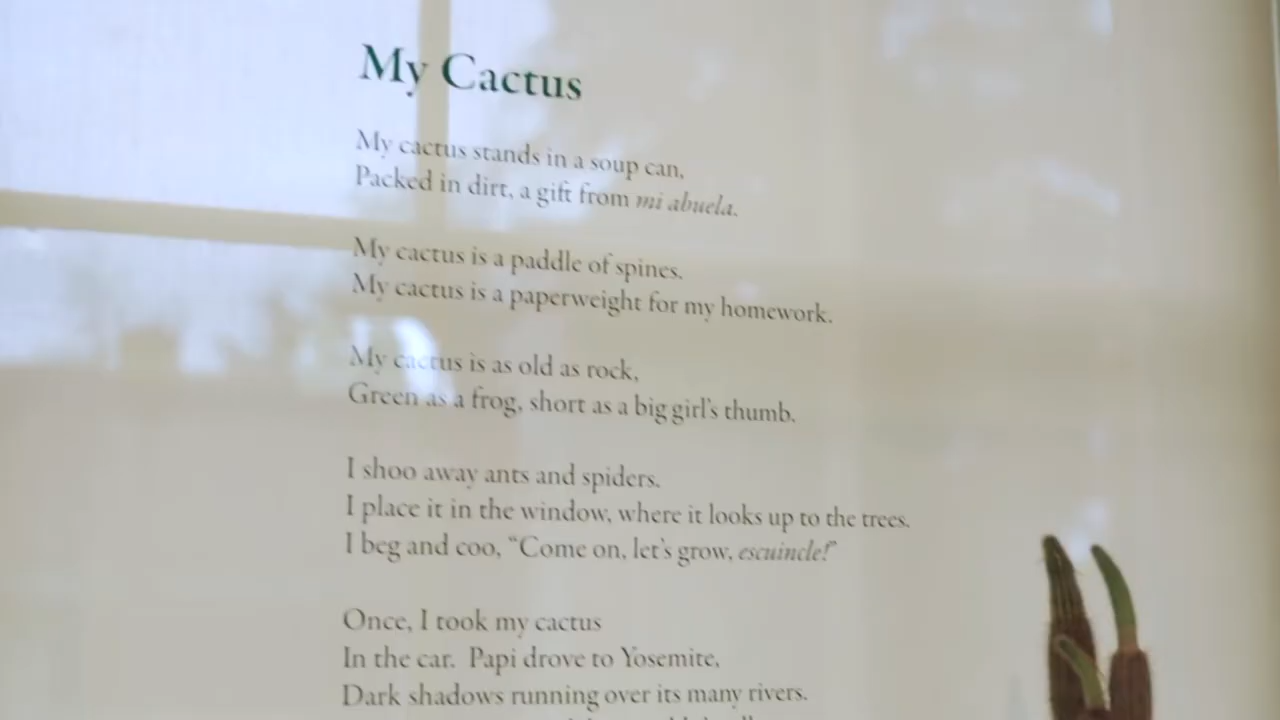 My Cactus
My cactus stands in a soup can,
Packed in dirt, a gift from mi abuela.
My cactus is a paddle of spines.
My cactus is a paperweight for my homework.
My cactus is as old as rock,
Green as a frog, short as a big girl's thumb.
I shoo away ants and spiders.
I place it in the window, where it looks up to the trees.
I beg and coo, “Come on, let's grow, escuincle!”
Once, I took my cactus
In the car. Papi drove to Yosemite,
Dark shadows running over its many rivers.